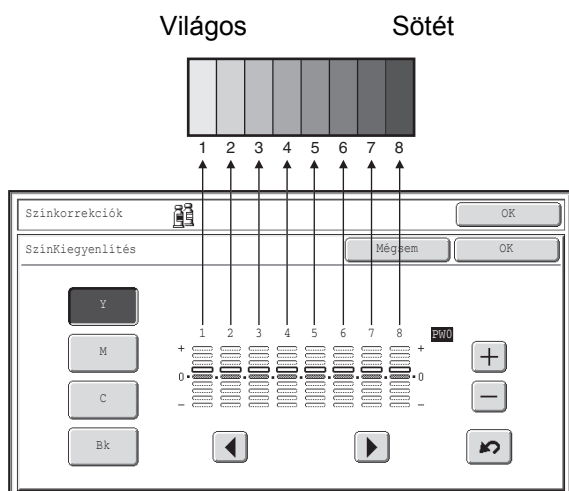 Világos Sötét
1 2 3 4 5 6 7 8
Színkorrekciók OK
SzínKiegyenlítés Mégsem OK
Y
1 2 3 4 5 6 7 8 PW0
M + + +
0 0
C − − −
Bk